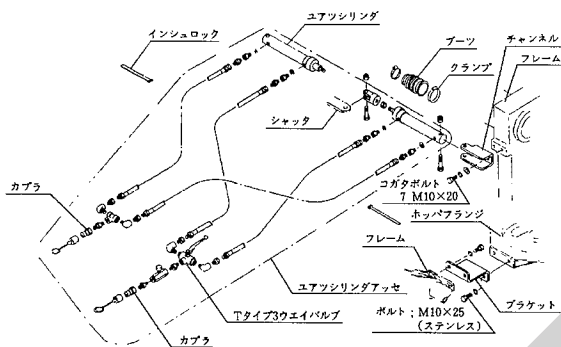 インシュロック
ユアツシリンダ
ブーツ
チャンネル
クランプ
フレーム
シャッタ
カプラ
コガタボルト
7 M10×20
ホッパフランジ
フレーム
ユアツシリンダアッセ
Tタイプ3ウエイバルブ
ブラケット
ボルト;M10×25
(ステンレス)
カプラ